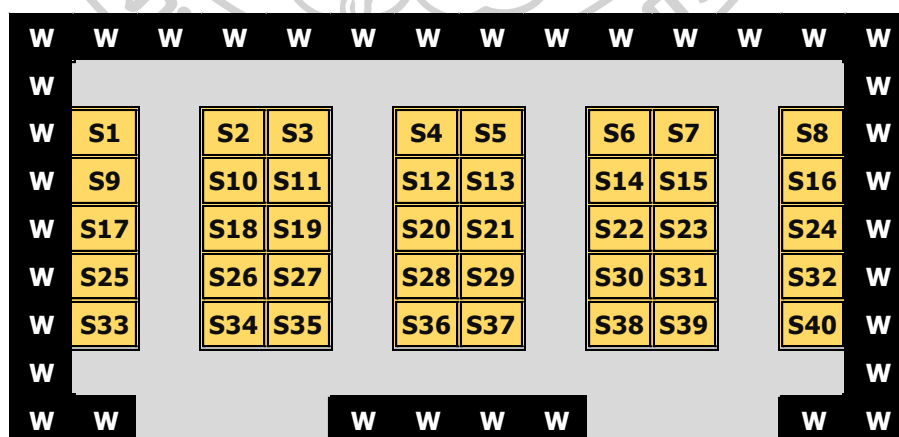 W W W W W W W W W W W W W W
W W
W S1 S2 S3 S4 S5 S6 S7 S8 W
W S9 S10 S11 S12 S13 S14 S15 S16 W
W S17 S18 S19 S20 S21 S22 S23 S24 W
W S25 S26 S27 S28 S29 S30 S31 S32 W
W S33 S34 S35 S36 S37 S38 S39 S40 W
W W
W W W W W W W W